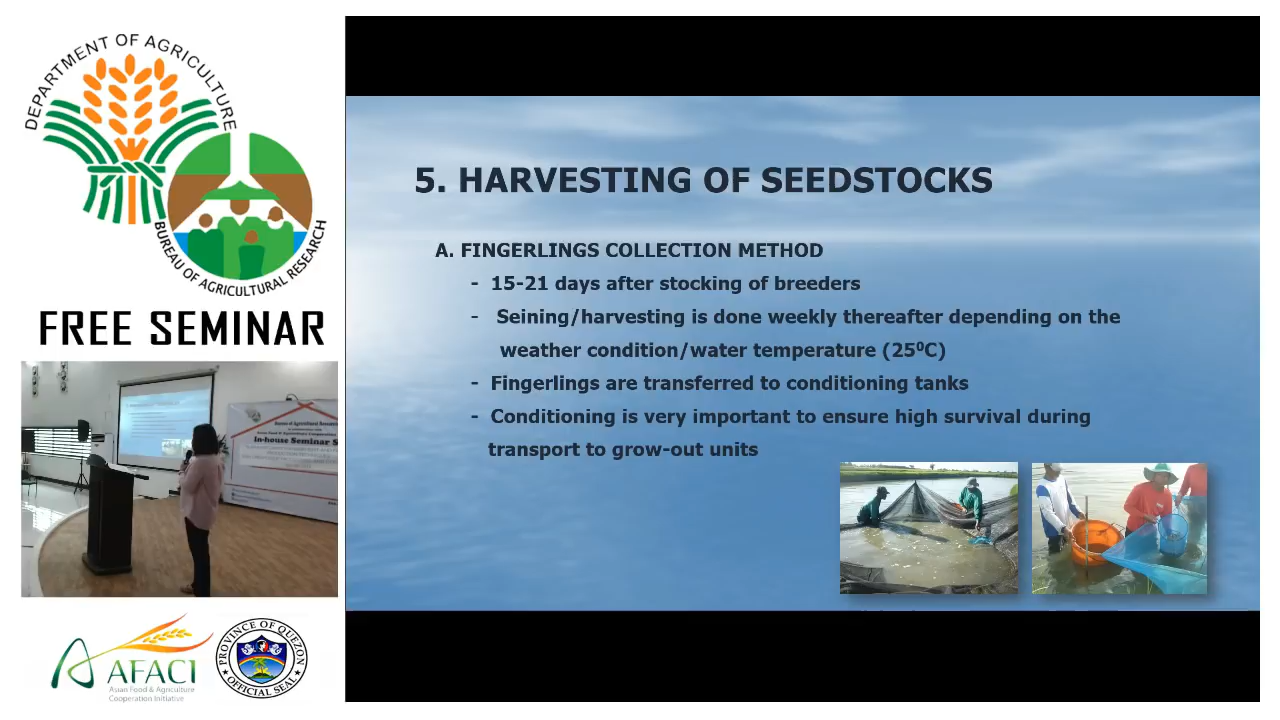 DEPARTMENT OF AGRICULTURE
BUREAU OF AGRICULTURAL RESEARCH
FREE SEMINAR
In-house Seminar S
AFACI
Asian Food & Agriculture
Cooperation Initiative
PROVINCE OF QUEZON
OFFICIAL SEAL
5. HARVESTING OF SEEDSTOCKS
A. FINGERLINGS COLLECTION METHOD
- 15-21 days after stocking of breeders
- Seining/harvesting is done weekly thereafter depending on the
weather condition/water temperature (25⁰C)
- Fingerlings are transferred to conditioning tanks
- Conditioning is very important to ensure high survival during
transport to grow-out units